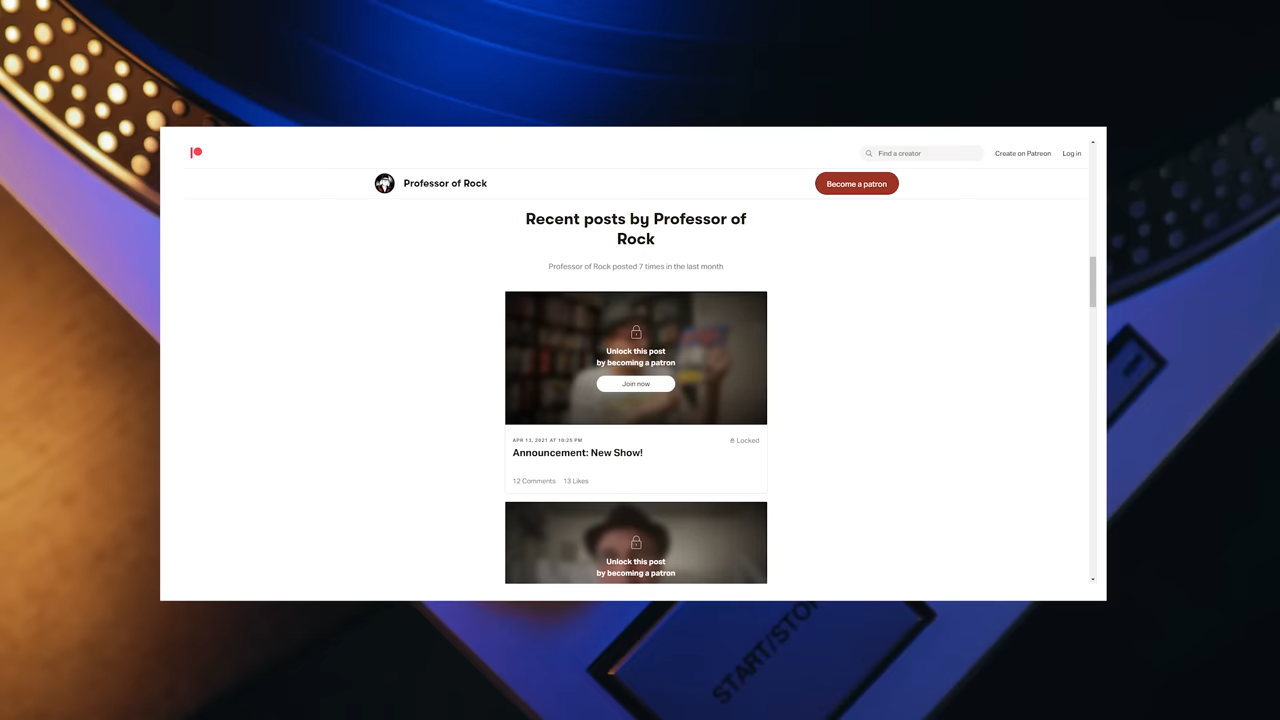 Find a creator
Create on Patreon
Log in
Professor of Rock
Become a patron
Recent posts by Professor of
Rock
Professor of Rock posted 7 times in the last month
Unlock this post
by becoming a patron
Join now
APR 13, 2021 AT 10:25 PM
Locked
Announcement: New Show!
12 Comments
13 Likes
Unlock this post
by becoming a patron
START/STOP